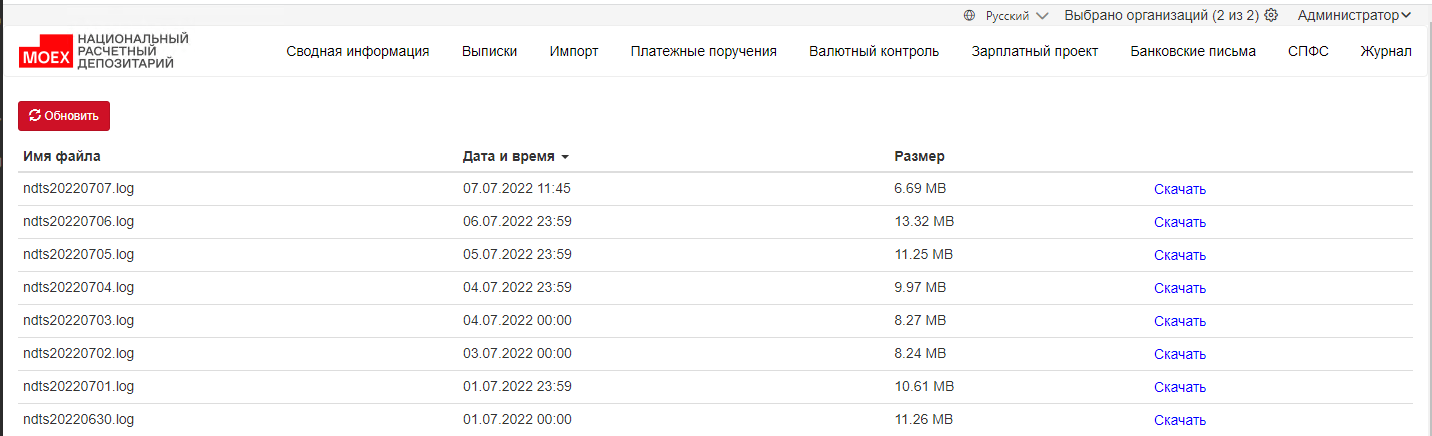 Русский Выбрано организаций (2 из 2) Администратор
MOEX НАЦИОНАЛЬНЫЙ РАСЧЕТНЫЙ ДЕПОЗИТАРИЙ
Сводная информация Выписки Импорт Платежные поручения Валютный контроль Зарплатный проект Банковские письма СПФС Журнал
Обновить
Имя файла Дата и время Размер
ndts20220707.log 07.07.2022 11:45 6.69 MB Скачать
ndts20220706.log 06.07.2022 23:59 13.32 MB Скачать
ndts20220705.log 05.07.2022 23:59 11.25 MB Скачать
ndts20220704.log 04.07.2022 23:59 9.97 MB Скачать
ndts20220703.log 04.07.2022 00:00 8.27 MB Скачать
ndts20220702.log 03.07.2022 00:00 8.24 MB Скачать
ndts20220701.log 01.07.2022 23:59 10.61 MB Скачать
ndts20220630.log 01.07.2022 00:00 11.26 MB Скачать